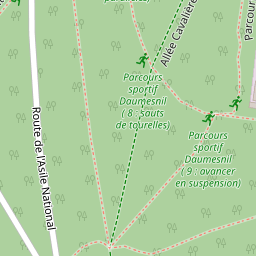 Allée Cavalière
Parcours
Parcours
sportif
Daumesnil
( 8 : Sauts
de tourelles)
Parcours
sportif
Daumesnil
( 9 : avancer
en suspension)
Route de l'Asile National